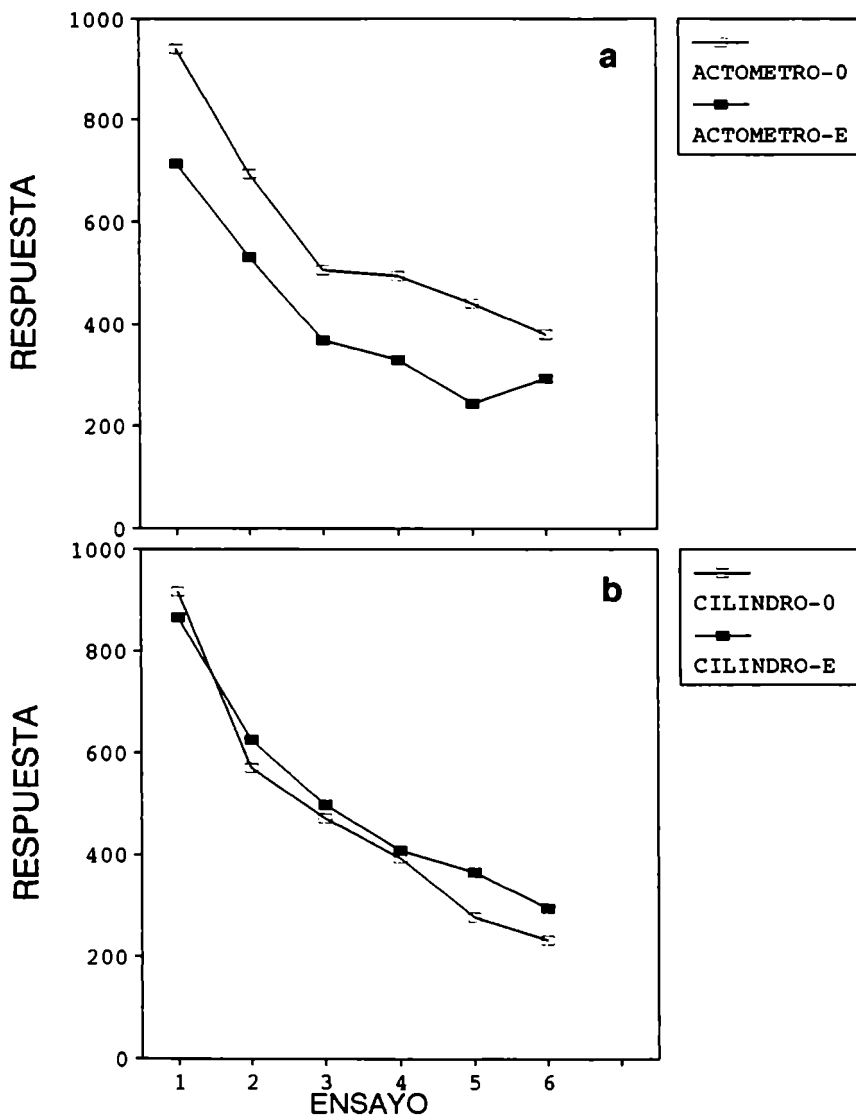 1000
800
600
400
200
0
RESPUESTA
a
ACTOMETRO-0
ACTOMETRO-E
1000
800
600
400
200
0
RESPUESTA
b
CILINDRO-0
CILINDRO-E
1 2 3 4 5 6
ENSAYO